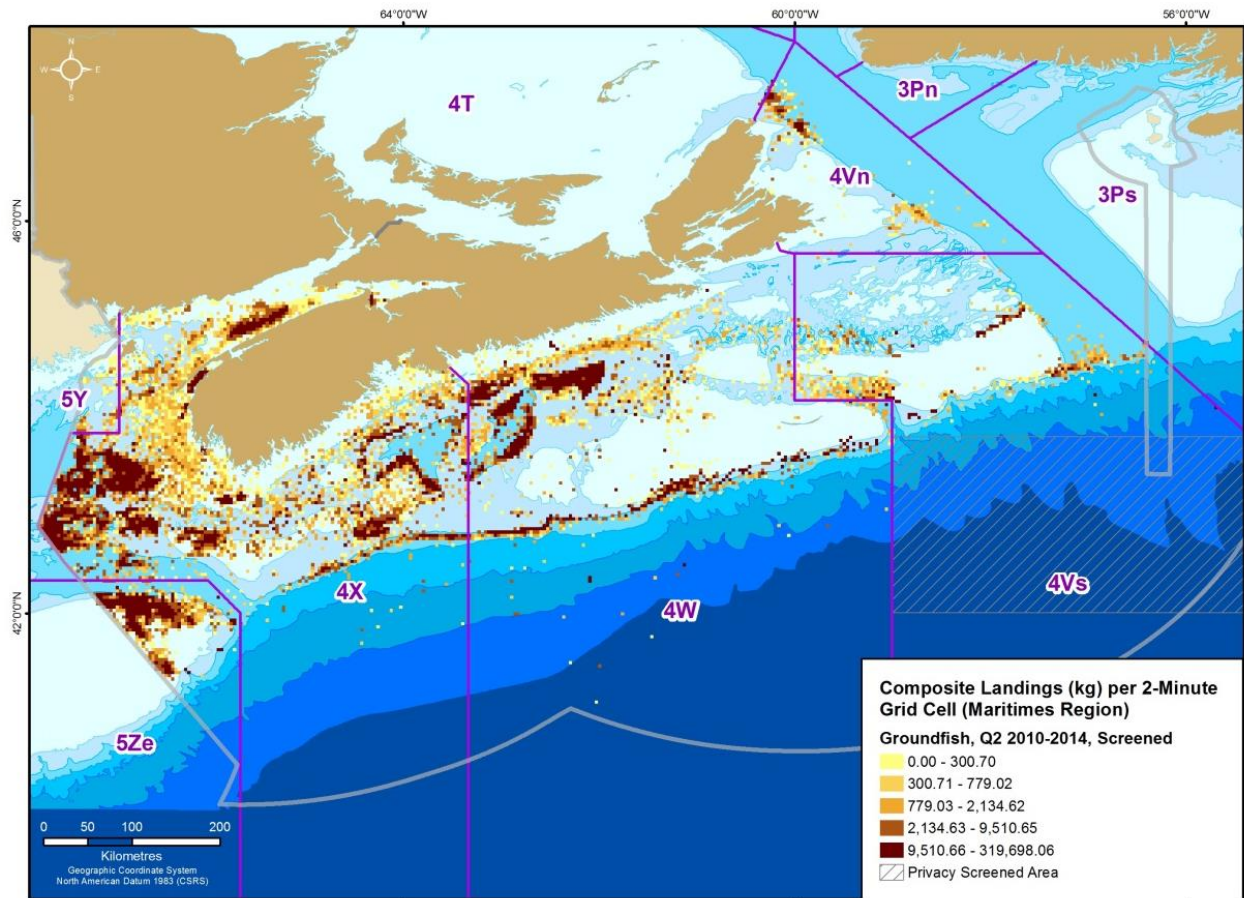 64°0'0"W
60°0'0"W
56°0'0"W
N
W
E
S
4T
3Pn
4Vn
3Ps
46°0'0"N
5Y
4X
4W
4Vs
42°0'0"N
5Ze
0 50 100 200
Kilometres
Geographic Coordinate System
North American Datum 1983 (CSRS)
Composite Landings (kg) per 2-Minute
Grid Cell (Maritimes Region)
Groundfish, Q2 2010-2014, Screened
0.00 - 300.70
300.71 - 779.02
779.03 - 2,134.62
2,134.63 - 9,510.65
9,510.66 - 319,698.06
Privacy Screened Area